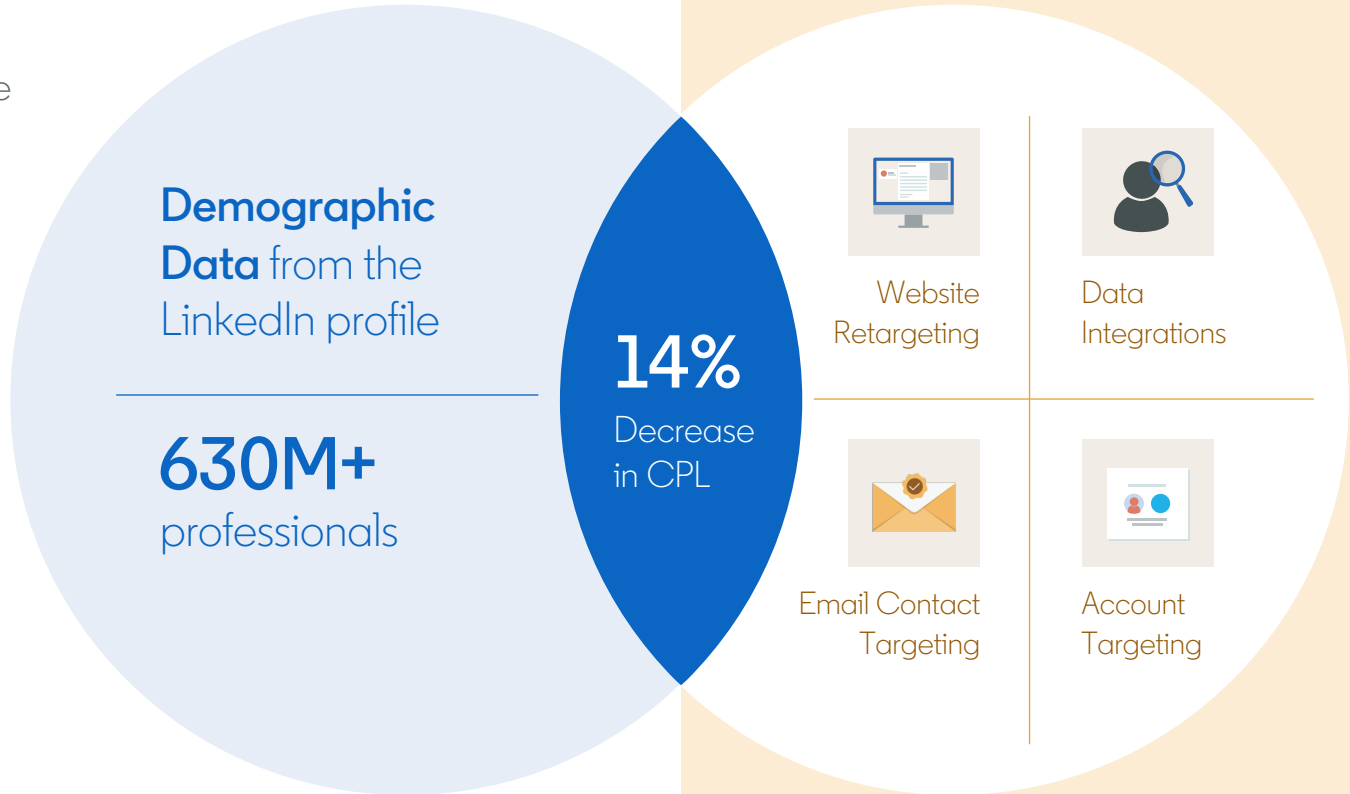 e
Demographic
Data from the
LinkedIn profile
630M+
professionals
14%
Decrease
in CPL
Website
Retargeting
Data
Integrations
Email Contact
Targeting
Account
Targeting